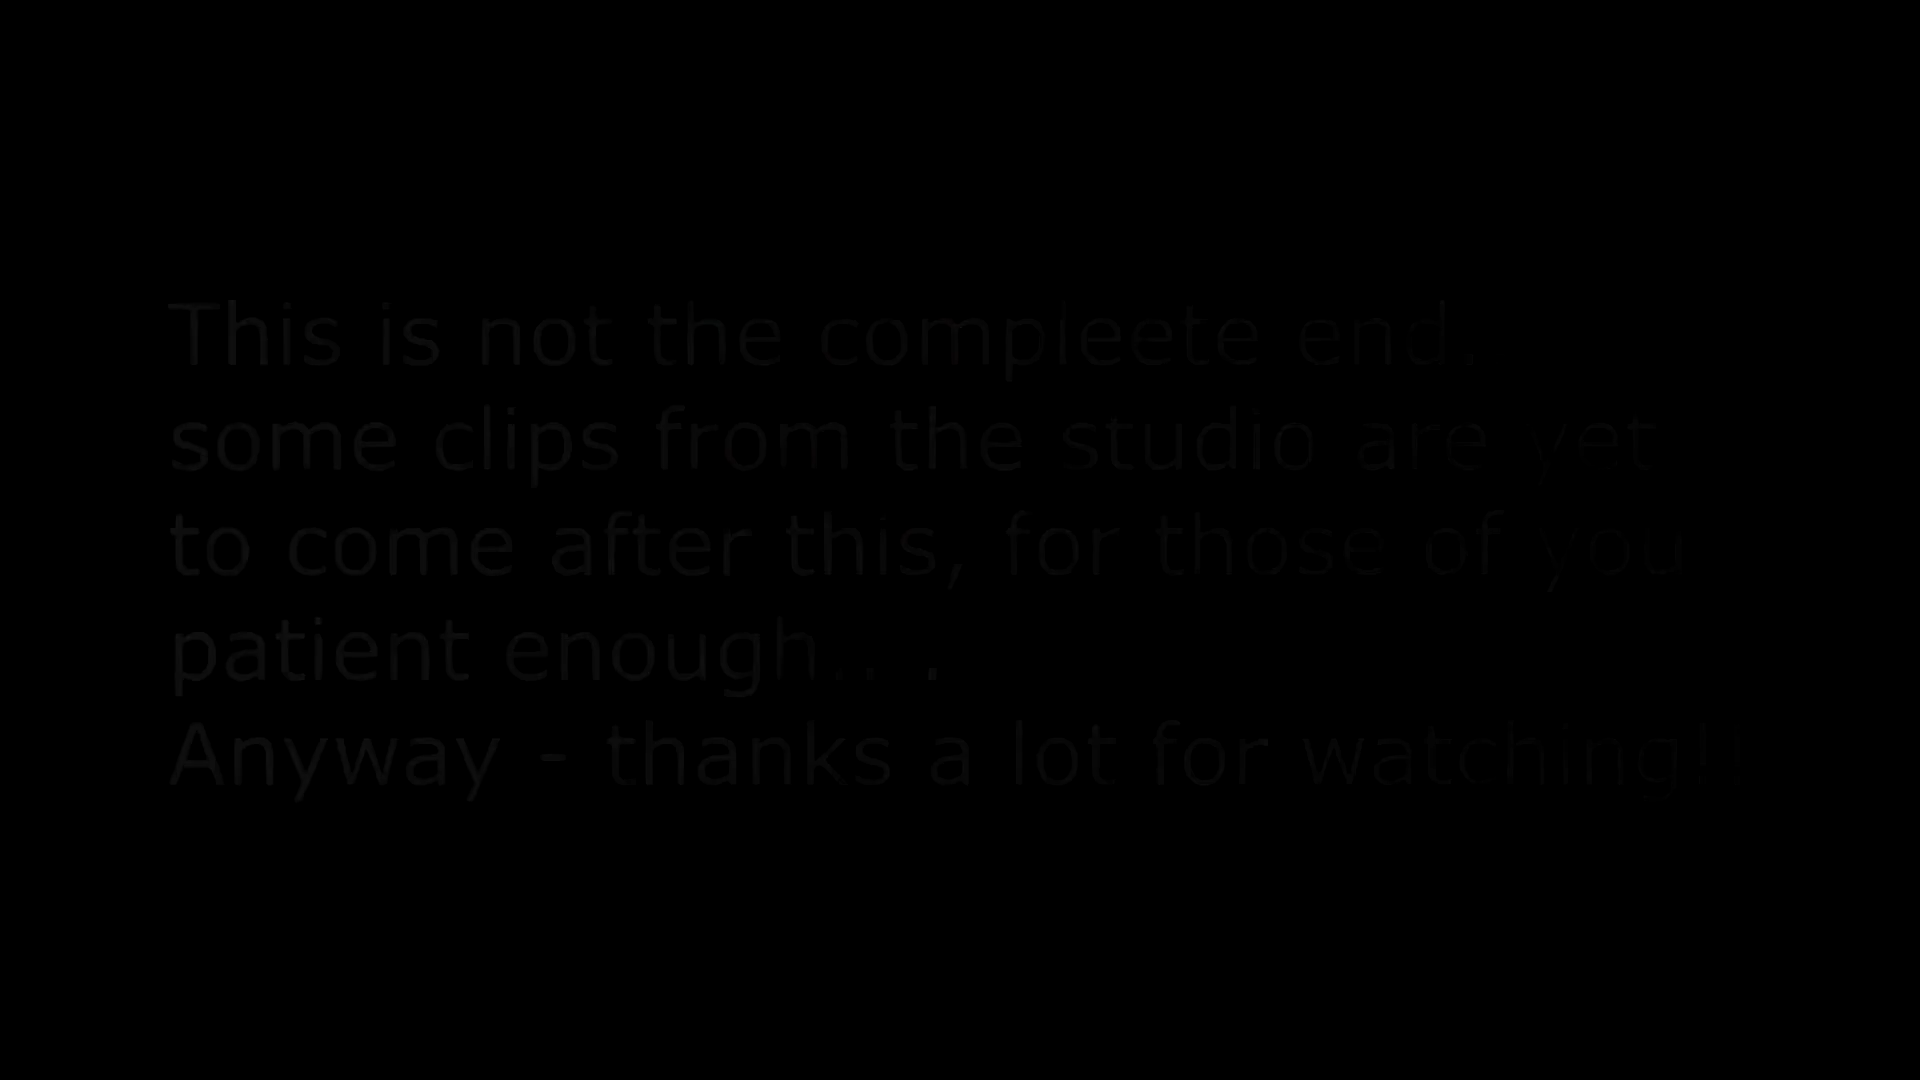 This is not the compleete end.
some clips from the studio are yet
to come after this, for those of you
patient enough.. .
Anyway - thanks a lot for watching!!